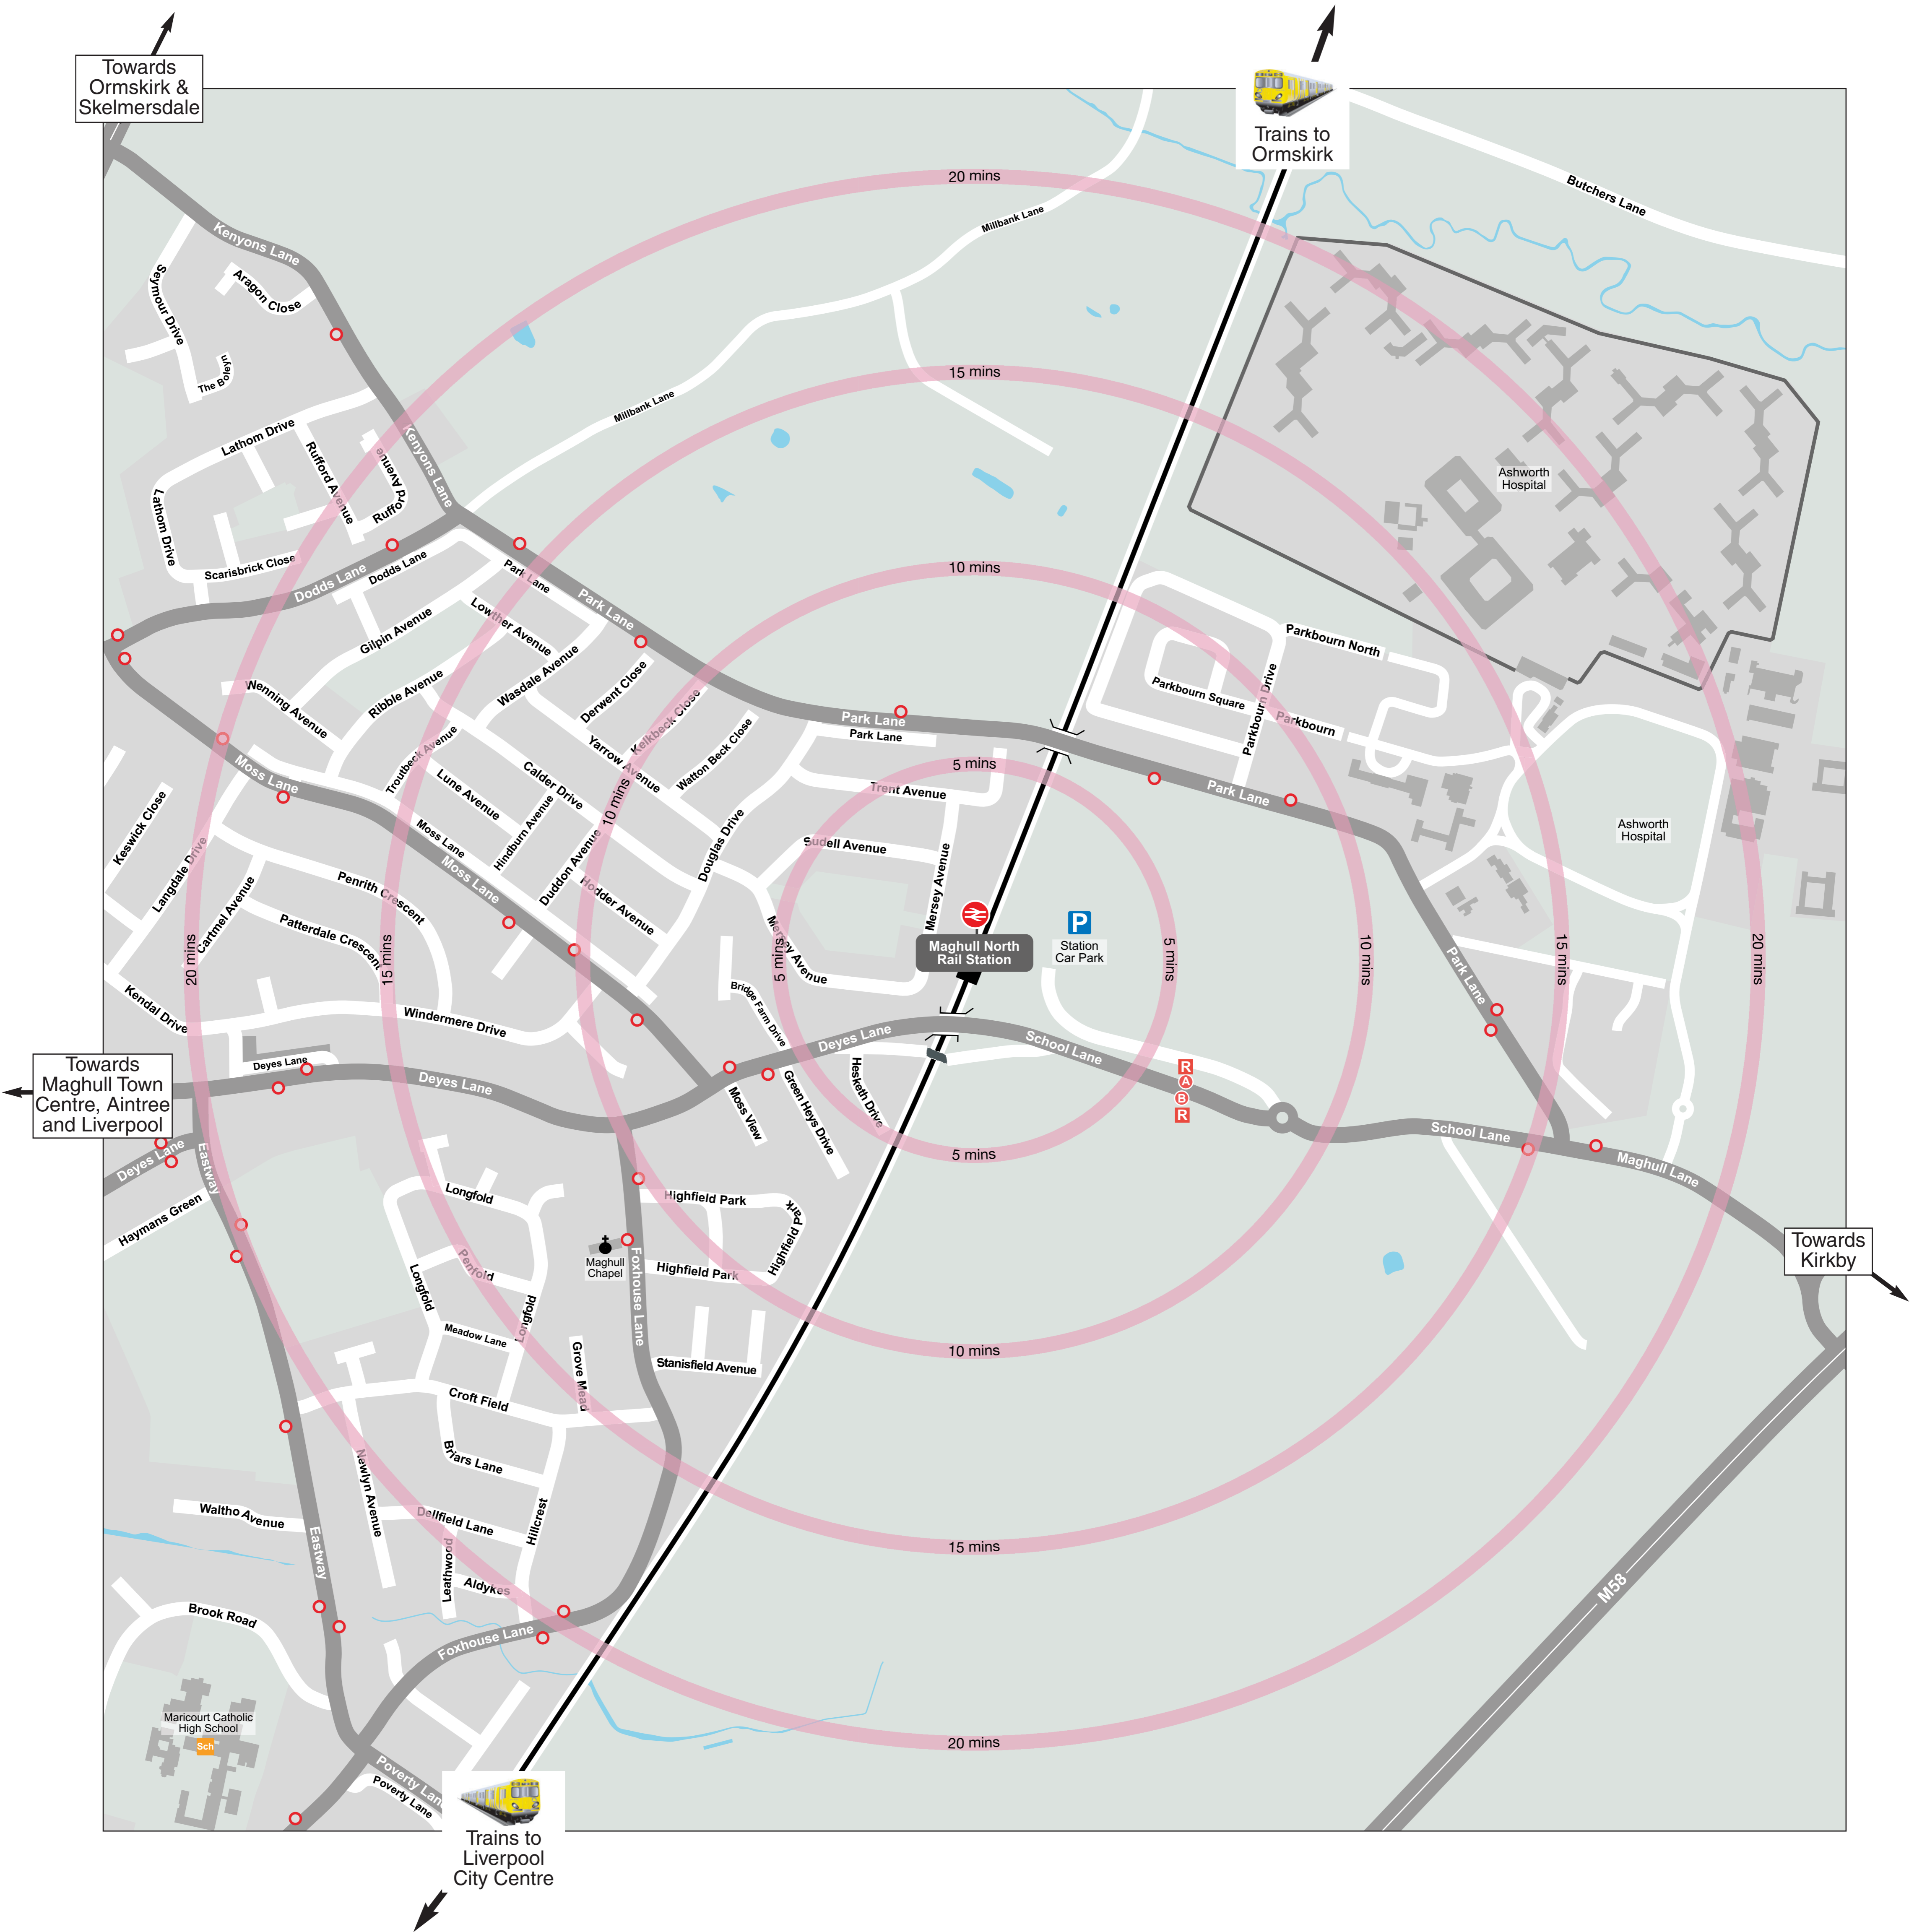 Towards
Ormskirk &
Skelmersdale
Trains to
Ormskirk
Butchers Lane
20 mins
Millbank Lane
Kenyons Lane
Seymour Drive
Aragon Close
The Boleyn
15 mins
Millbank Lane
Lathom Drive
Rufford Avenue
Rufford Avenue
Kenyons Lane
Lathom Drive
Scarisbrick Close
Dodds Lane
Dodds Lane
Park Lane
Park Lane
10 mins
Ashworth
Hospital
Gilpin Avenue
Lowther Avenue
Wasdale Avenue
Derwent Close
Kelkbeck Close
Parkbourn North
Parkbourn Square
Parkbourn Drive
Parkbourn
Wenning Avenue
Ribble Avenue
Troutbeck Avenue
Yarrow Avenue
Watton Beck Close
Park Lane
Park Lane
Moss Lane
Lune Avenue
Calder Drive
10 mins
5 mins
Trent Avenue
Park Lane
Keswick Close
Moss Lane
Hindburn Avenue
Duddon Avenue
Douglas Drive
Sudell Avenue
Mersey Avenue
Ashworth
Hospital
Langdale Drive
Moss Lane
Penrith Crescent
Hodder Avenue
Cartmel Avenue
Patterdale Crescent
Mersey Avenue
Maghull North
Rail Station
P
Station
Car Park
20 mins
15 mins
5 mins
5 mins
10 mins
15 mins
20 mins
Park Lane
Kendal Drive
Windermere Drive
Bridge Farm Drive
Deyes Lane
School Lane
Towards
Maghull Town
Centre, Aintree
and Liverpool
Deyes Lane
Deyes Lane
Moss View
Green Heys Drive
Hesketh Drive
R
A
B
R
School Lane
Maghull Lane
5 mins
Deyes Lane
Eastway
Haymans Green
Longfold
Highfield Park
Highfield Park
Highfield Park
Maghull
Chapel
Foxhouse Lane
Penfold
Longfold
Longfold
Meadow Lane
Towards
Kirkby
10 mins
Grove Mead
Stanisfield Avenue
Croft Field
Briars Lane
Newlyn Avenue
Waltho Avenue
Dellfield Lane
Hillcrest
15 mins
Eastway
Leathwood
Aldykes
M58
Brook Road
Foxhouse Lane
Maricourt Catholic
High School
Sch
20 mins
Poverty Lane
Poverty Lane
Trains to
Liverpool
City Centre